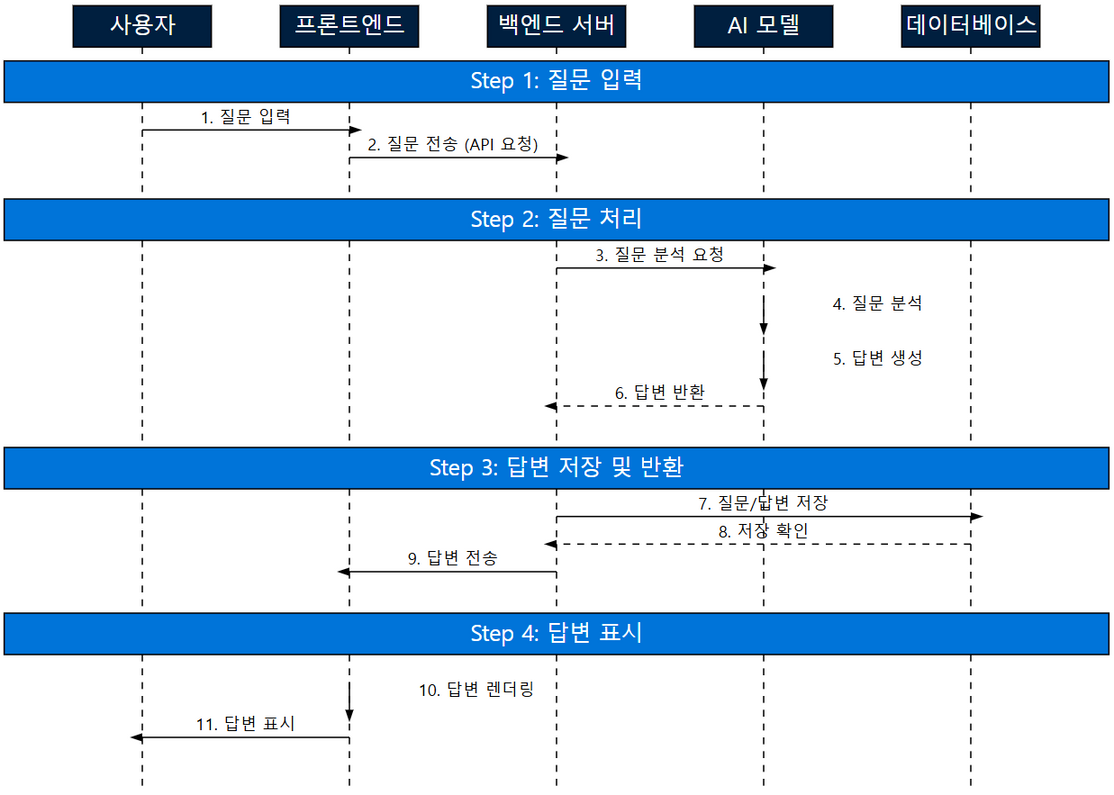 사용자
프론트엔드
백엔드 서버
AI 모델
데이터베이스
Step 1: 질문 입력
1. 질문 입력
2. 질문 전송 (API 요청)
Step 2: 질문 처리
3. 질문 분석 요청
4. 질문 분석
5. 답변 생성
6. 답변 반환
Step 3: 답변 저장 및 반환
7. 질문/답변 저장
8. 저장 확인
9. 답변 전송
Step 4: 답변 표시
10. 답변 렌더링
11. 답변 표시